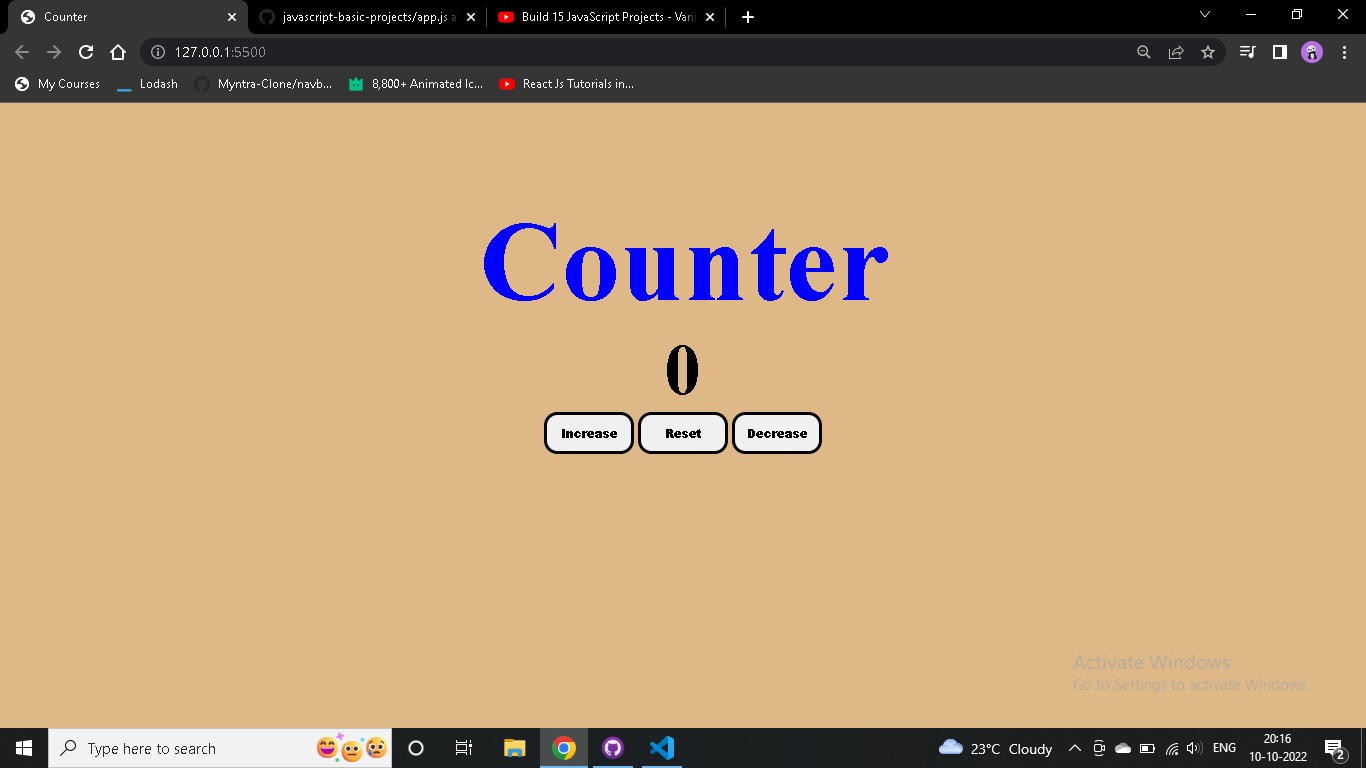 Counter
javascript-basic-projects/app.js a
Build 15 JavaScript Projects - Vani
127.0.0.1:5500
My Courses
Lodash
Myntra-Clone/navb...
8,800+ Animated Ic...
React Js Tutorials in...
Counter
0
Increase Reset Decrease
Activate Windows
Go to Settings to activate Windows.
Type here to search
23°C Cloudy
ENG
20:16
10-10-2022
2